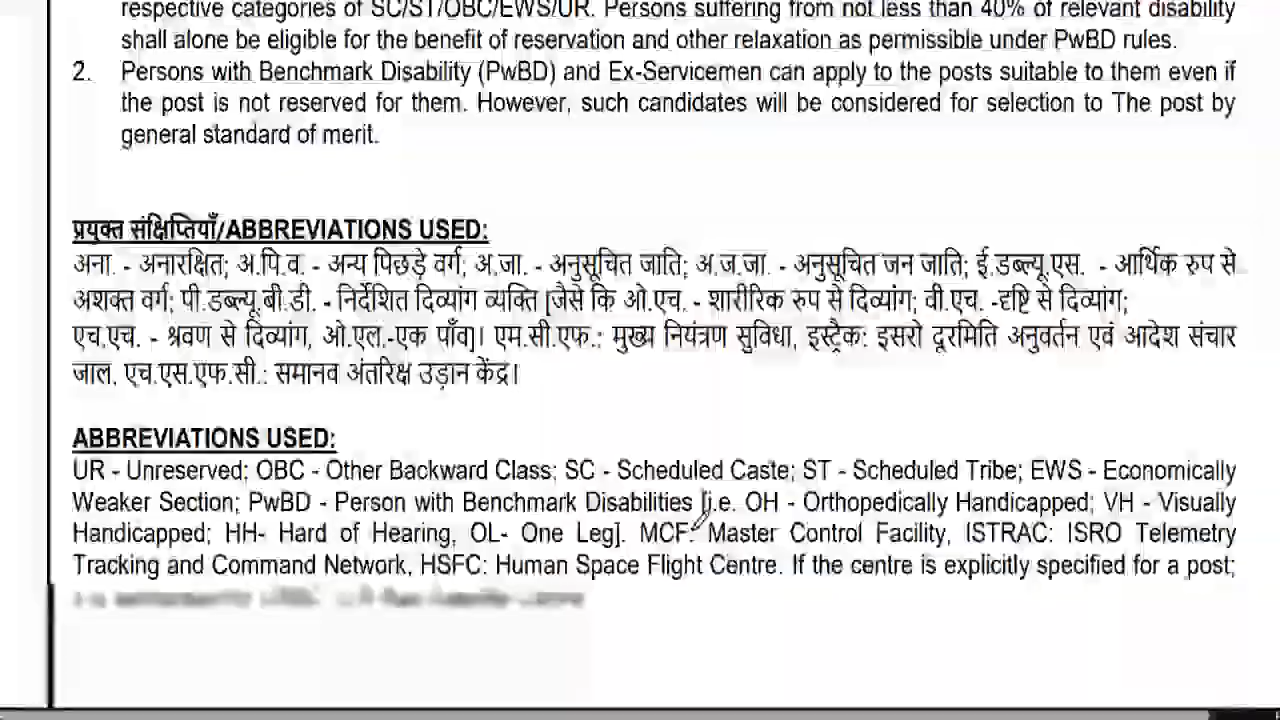 respective categories of SC/ST/OBC/EWS/UR. Persons suffering from not less than 40% of relevant disability
shall alone be eligible for the benefit of reservation and other relaxation as permissible under PwBD rules.
2. Persons with Benchmark Disability (PwBD) and Ex-Servicemen can apply to the posts suitable to them even if
the post is not reserved for them. However, such candidates will be considered for selection to The post by
general standard of merit.
प्रयुक्त संक्षिप्तियाँ/ABBREVIATIONS USED:
अना. - अनारक्षित; अ.पि.व. - अन्य पिछड़े वर्ग; अ.जा. - अनुसूचित जाति; अ.ज.जा. - अनुसूचित जन जाति; ई.डब्ल्यू.एस. - आर्थिक रुप से
अशक्त वर्ग; पी.डब्ल्यू.बी.डी. - निर्देशित दिव्यांग व्यक्ति [जैसे कि ओ.एच. - शारीरिक रुप से दिव्यांग; वी.एच. -दृष्टि से दिव्यांग;
एच.एच. - श्रवण से दिव्यांग, ओ.एल.-एक पाँव]। एम.सी.एफ.: मुख्य नियंत्रण सुविधा, इस्ट्रैक: इसरो दूरमिति अनुवर्तन एवं आदेश संचार
जाल, एच.एस.एफ.सी.: समानव अंतरिक्ष उड़ान केंद्र।
ABBREVIATIONS USED:
UR - Unreserved; OBC - Other Backward Class; SC - Scheduled Caste; ST - Scheduled Tribe; EWS - Economically
Weaker Section; PwBD - Person with Benchmark Disabilities [i.e. OH - Orthopedically Handicapped; VH - Visually
Handicapped; HH- Hard of Hearing, OL- One Leg]. MCF: Master Control Facility, ISTRAC: ISRO Telemetry
Tracking and Command Network, HSFC: Human Space Flight Centre. If the centre is explicitly specified for a post;